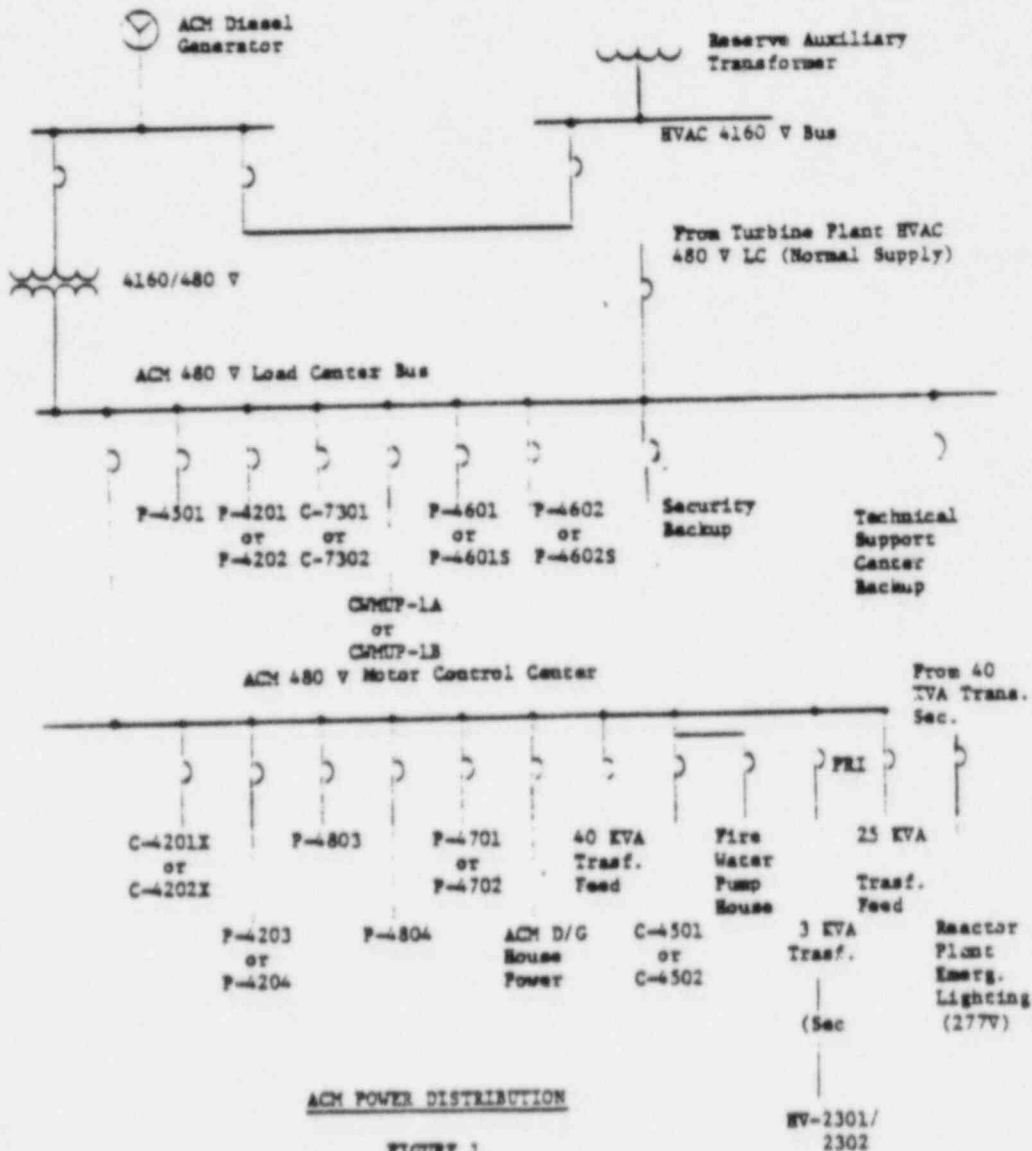 ACM Diesel
Generator
Reserve Auxiliary
Transformer
HVAC 4160 V Bus
From Turbine Plant HVAC
480 V LC (Normal Supply)
4160/480 V
ACM 480 V Load Center Bus
P-4501
P-4201
or
P-4202
C-7301
or
C-7302
P-4601
or
P-4601S
P-4602
or
P-4602S
Security
Backup
Technical
Support
Center
Backup
CWMUP-1A
or
CWMUP-1B
ACM 480 V Motor Control Center
From 40
KVA Trans.
Sec.
PRI
C-4201X
or
C-4202X
P-4803
P-4701
or
P-4702
40 KVA
Trasf.
Feed
Fire
Water
Pump
House
25 KVA
Trasf.
Feed
P-4203
or
P-4204
P-4804
ACM D/G
House
Power
C-4501
or
C-4502
3 KVA
Trasf.
Reactor
Plant
Emerg.
Lighting
(277V)
(Sec
HV-2301/
2302
ACM POWER DISTRIBUTION
FIGURE 1